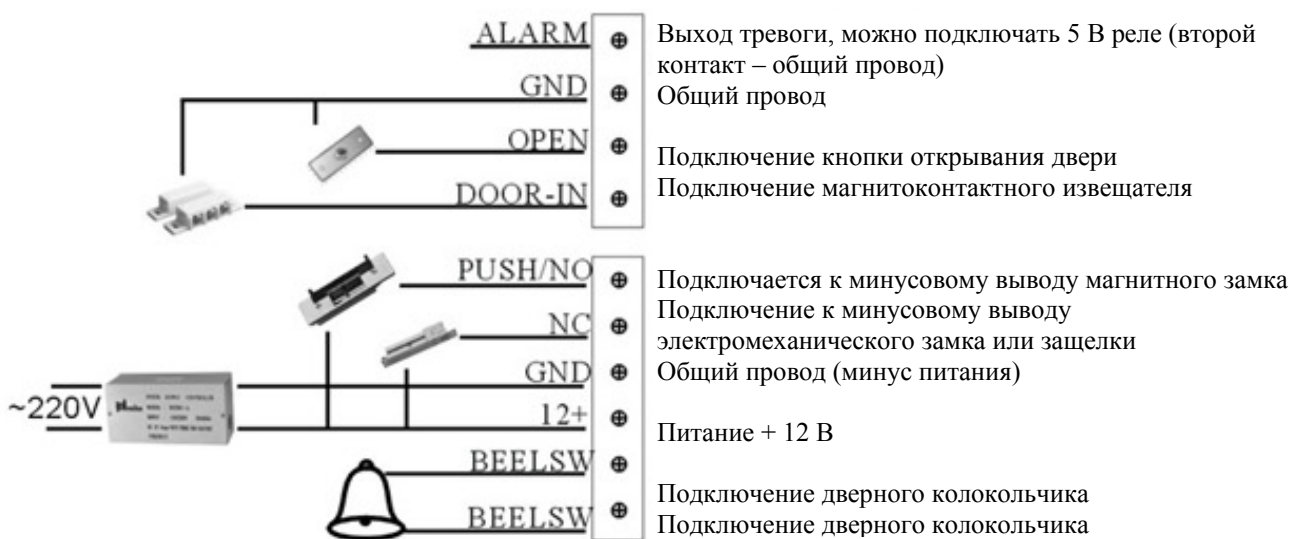 ALARM
Выход тревоги, можно подключать 5 В реле (второй
контакт – общий провод)
GND
Общий провод
OPEN
Подключение кнопки открывания двери
DOOR-IN
Подключение магнитоконтактного извещателя
PUSH/NO
Подключается к минусовому выводу магнитного замка
NC
Подключение к минусовому выводу
электромеханического замка или защелки
GND
Общий провод (минус питания)
~220V
12+
Питание + 12 В
BEELSW
Подключение дверного колокольчика
BEELSW
Подключение дверного колокольчика